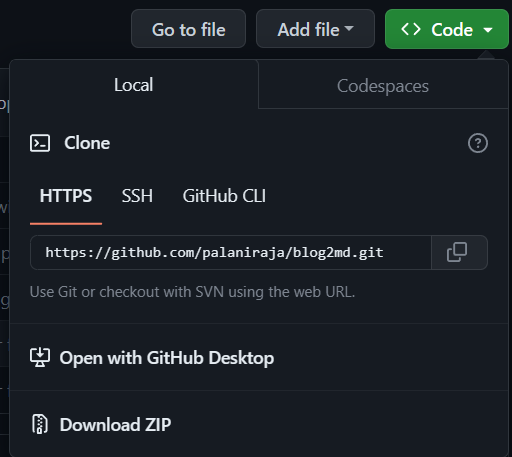 Go to file Add file Code
Local Codespaces
Clone
HTTPS SSH GitHub CLI
https://github.com/palaniraja/blog2md.git
Use Git or checkout with SVN using the web URL.
Open with GitHub Desktop
Download ZIP